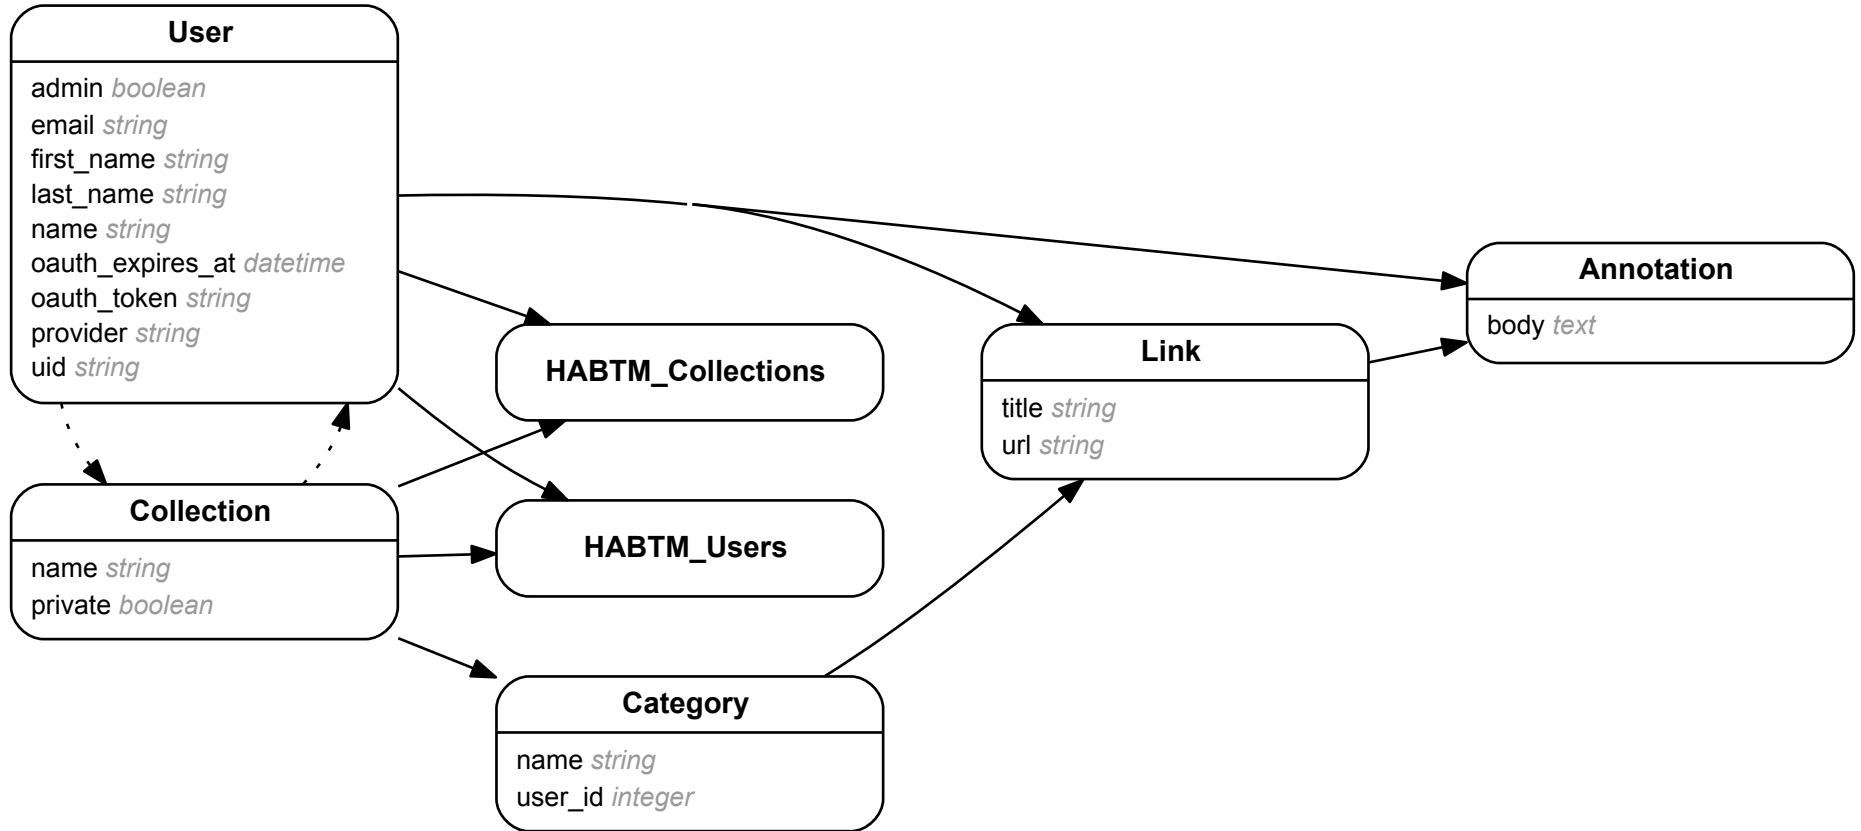 User
admin boolean
email string
first_name string
last_name string
name string
oauth_expires_at datetime
oauth_token string
provider string
uid string
Collection
name string
private boolean
HABTM_Collections
HABTM_Users
Category
name string
user_id integer
Link
title string
url string
Annotation
body text